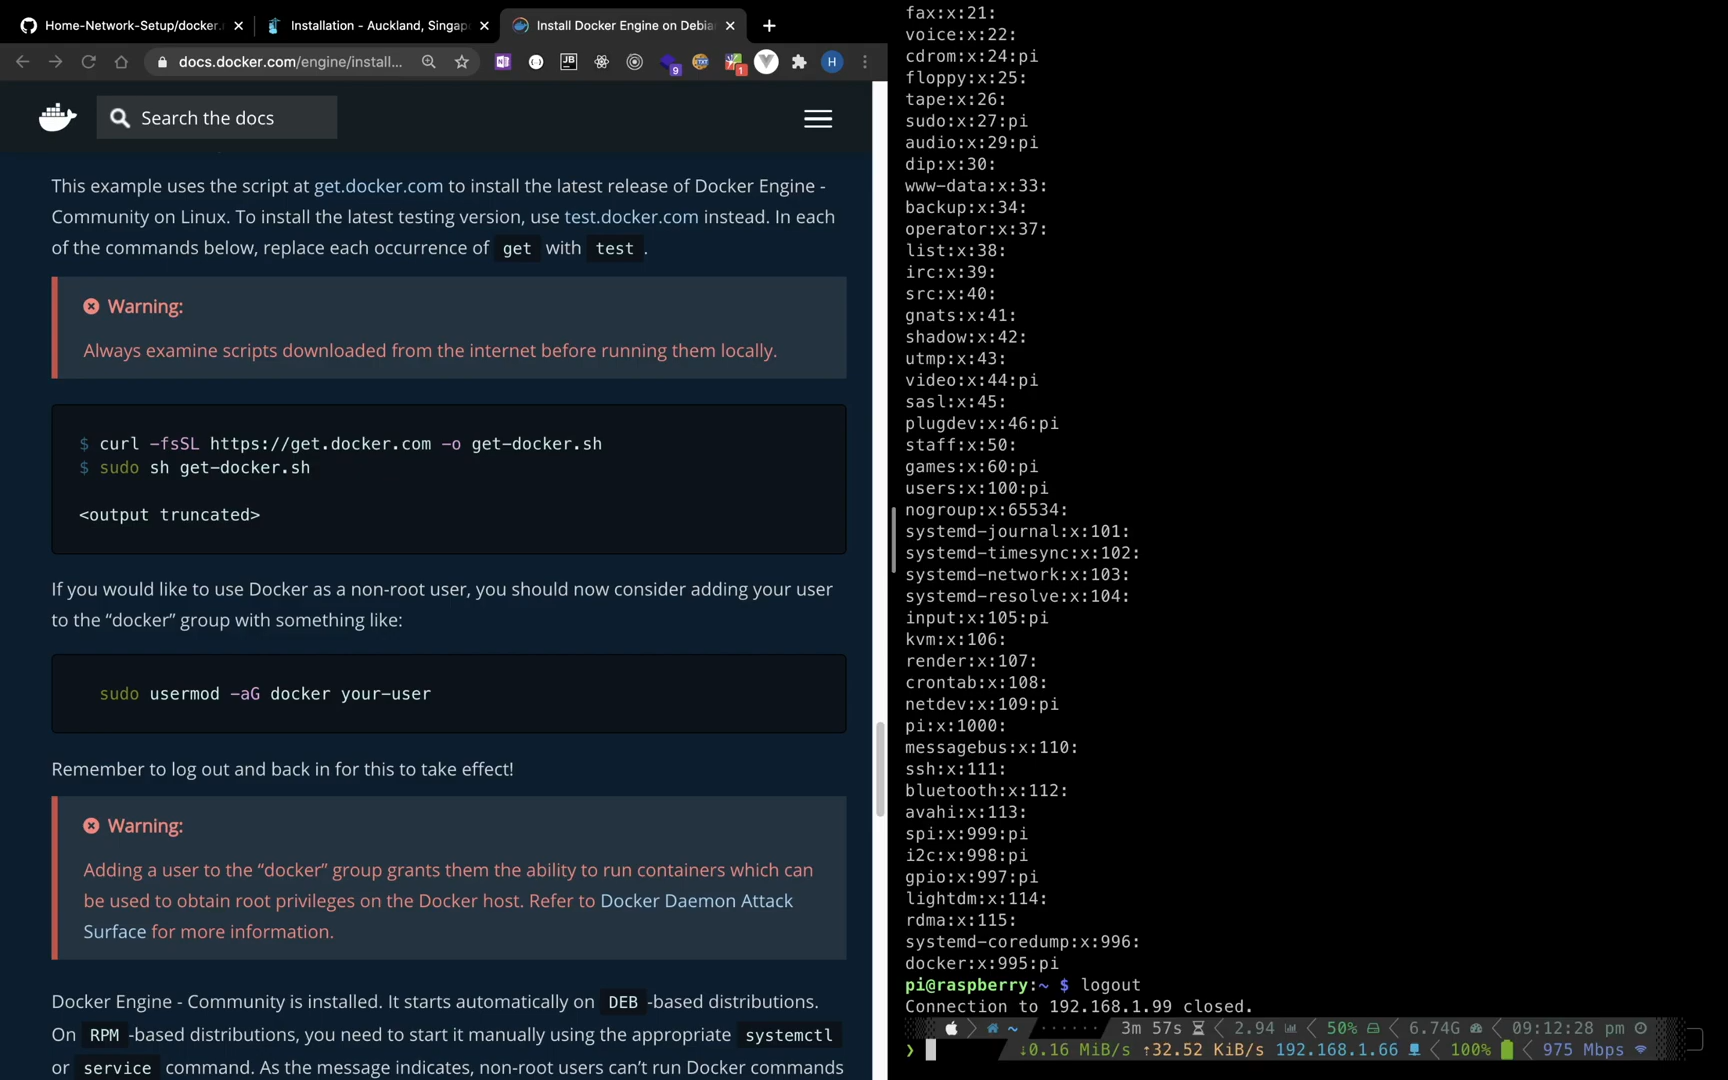 Home-Network-Setup/docker.
Installation - Auckland, Singap
Install Docker Engine on Debia
docs.docker.com/engine/install...
JB
9
TXT
1
H
Search the docs
This example uses the script at get.docker.com to install the latest release of Docker Engine -
Community on Linux. To install the latest testing version, use test.docker.com instead. In each
of the commands below, replace each occurrence of get with test .
Warning:
Always examine scripts downloaded from the internet before running them locally.
$ curl -fsSL https://get.docker.com -o get-docker.sh
$ sudo sh get-docker.sh
<output truncated>
If you would like to use Docker as a non-root user, you should now consider adding your user
to the “docker” group with something like:
sudo usermod -aG docker your-user
Remember to log out and back in for this to take effect!
Warning:
Adding a user to the “docker” group grants them the ability to run containers which can
be used to obtain root privileges on the Docker host. Refer to Docker Daemon Attack
Surface for more information.
Docker Engine - Community is installed. It starts automatically on DEB -based distributions.
On RPM -based distributions, you need to start it manually using the appropriate systemctl
or service command. As the message indicates, non-root users can’t run Docker commands
fax:x:21:
voice:x:22:
cdrom:x:24:pi
floppy:x:25:
tape:x:26:
sudo:x:27:pi
audio:x:29:pi
dip:x:30:
www-data:x:33:
backup:x:34:
operator:x:37:
list:x:38:
irc:x:39:
src:x:40:
gnats:x:41:
shadow:x:42:
utmp:x:43:
video:x:44:pi
sasl:x:45:
plugdev:x:46:pi
staff:x:50:
games:x:60:pi
users:x:100:pi
nogroup:x:65534:
systemd-journal:x:101:
systemd-timesync:x:102:
systemd-network:x:103:
systemd-resolve:x:104:
input:x:105:pi
kvm:x:106:
render:x:107:
crontab:x:108:
netdev:x:109:pi
pi:x:1000:
messagebus:x:110:
ssh:x:111:
bluetooth:x:112:
avahi:x:113:
spi:x:999:pi
i2c:x:998:pi
gpio:x:997:pi
lightdm:x:114:
rdma:x:115:
systemd-coredump:x:996:
docker:x:995:pi
pi@raspberry:~ $ logout
Connection to 192.168.1.99 closed.
~ 3m 57s 2.94 50% 6.74G 09:12:28 pm
❯ ↓0.16 MiB/s ↑32.52 KiB/s 192.168.1.66 100% 975 Mbps